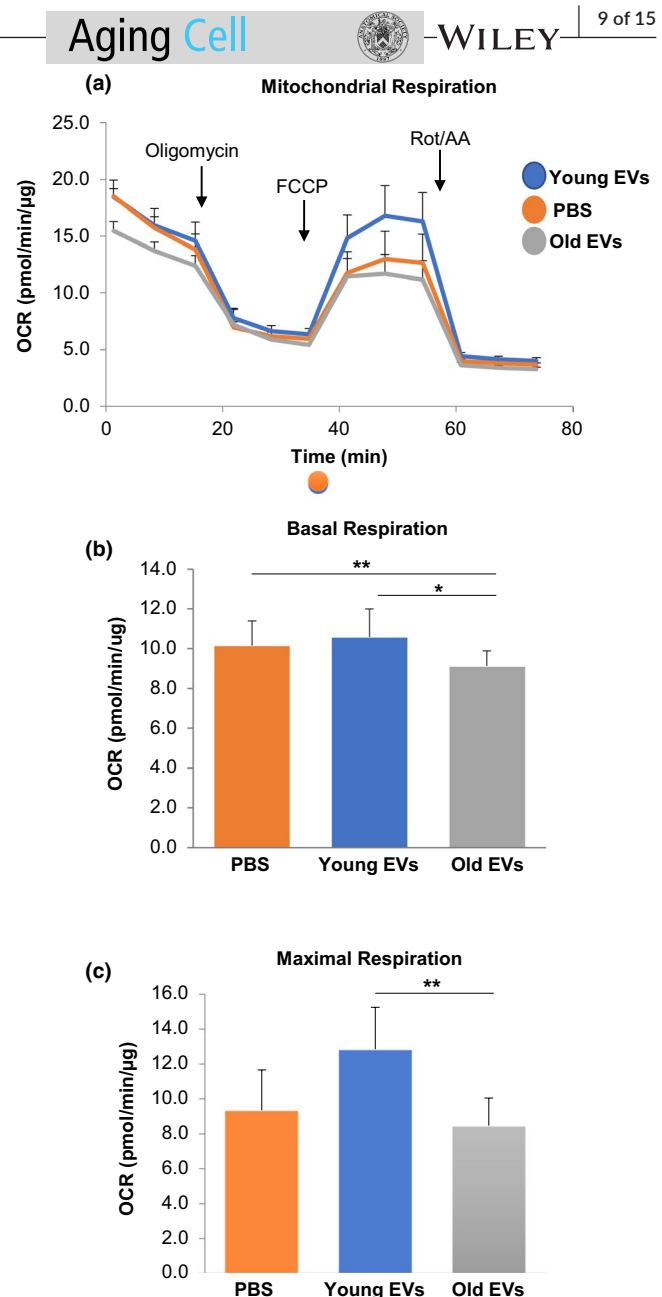 Aging Cell
ANATOMICAL SOCIETY
1887
WILEY
9 of 15
(a)
Mitochondrial Respiration
OCR (pmol/min/µg)
25.0
20.0
15.0
10.0
5.0
0.0
Oligomycin
FCCP
Rot/AA
Young EVs
PBS
Old EVs
0 20 40 60 80
Time (min)
(b)
Basal Respiration
OCR (pmol/min/ug)
14.0
12.0
10.0
8.0
6.0
4.0
2.0
0.0
**
*
PBS Young EVs Old EVs
(c)
Maximal Respiration
OCR (pmol/min/µg)
16.0
14.0
12.0
10.0
8.0
6.0
4.0
2.0
0.0
**
PBS Young EVs Old EVs